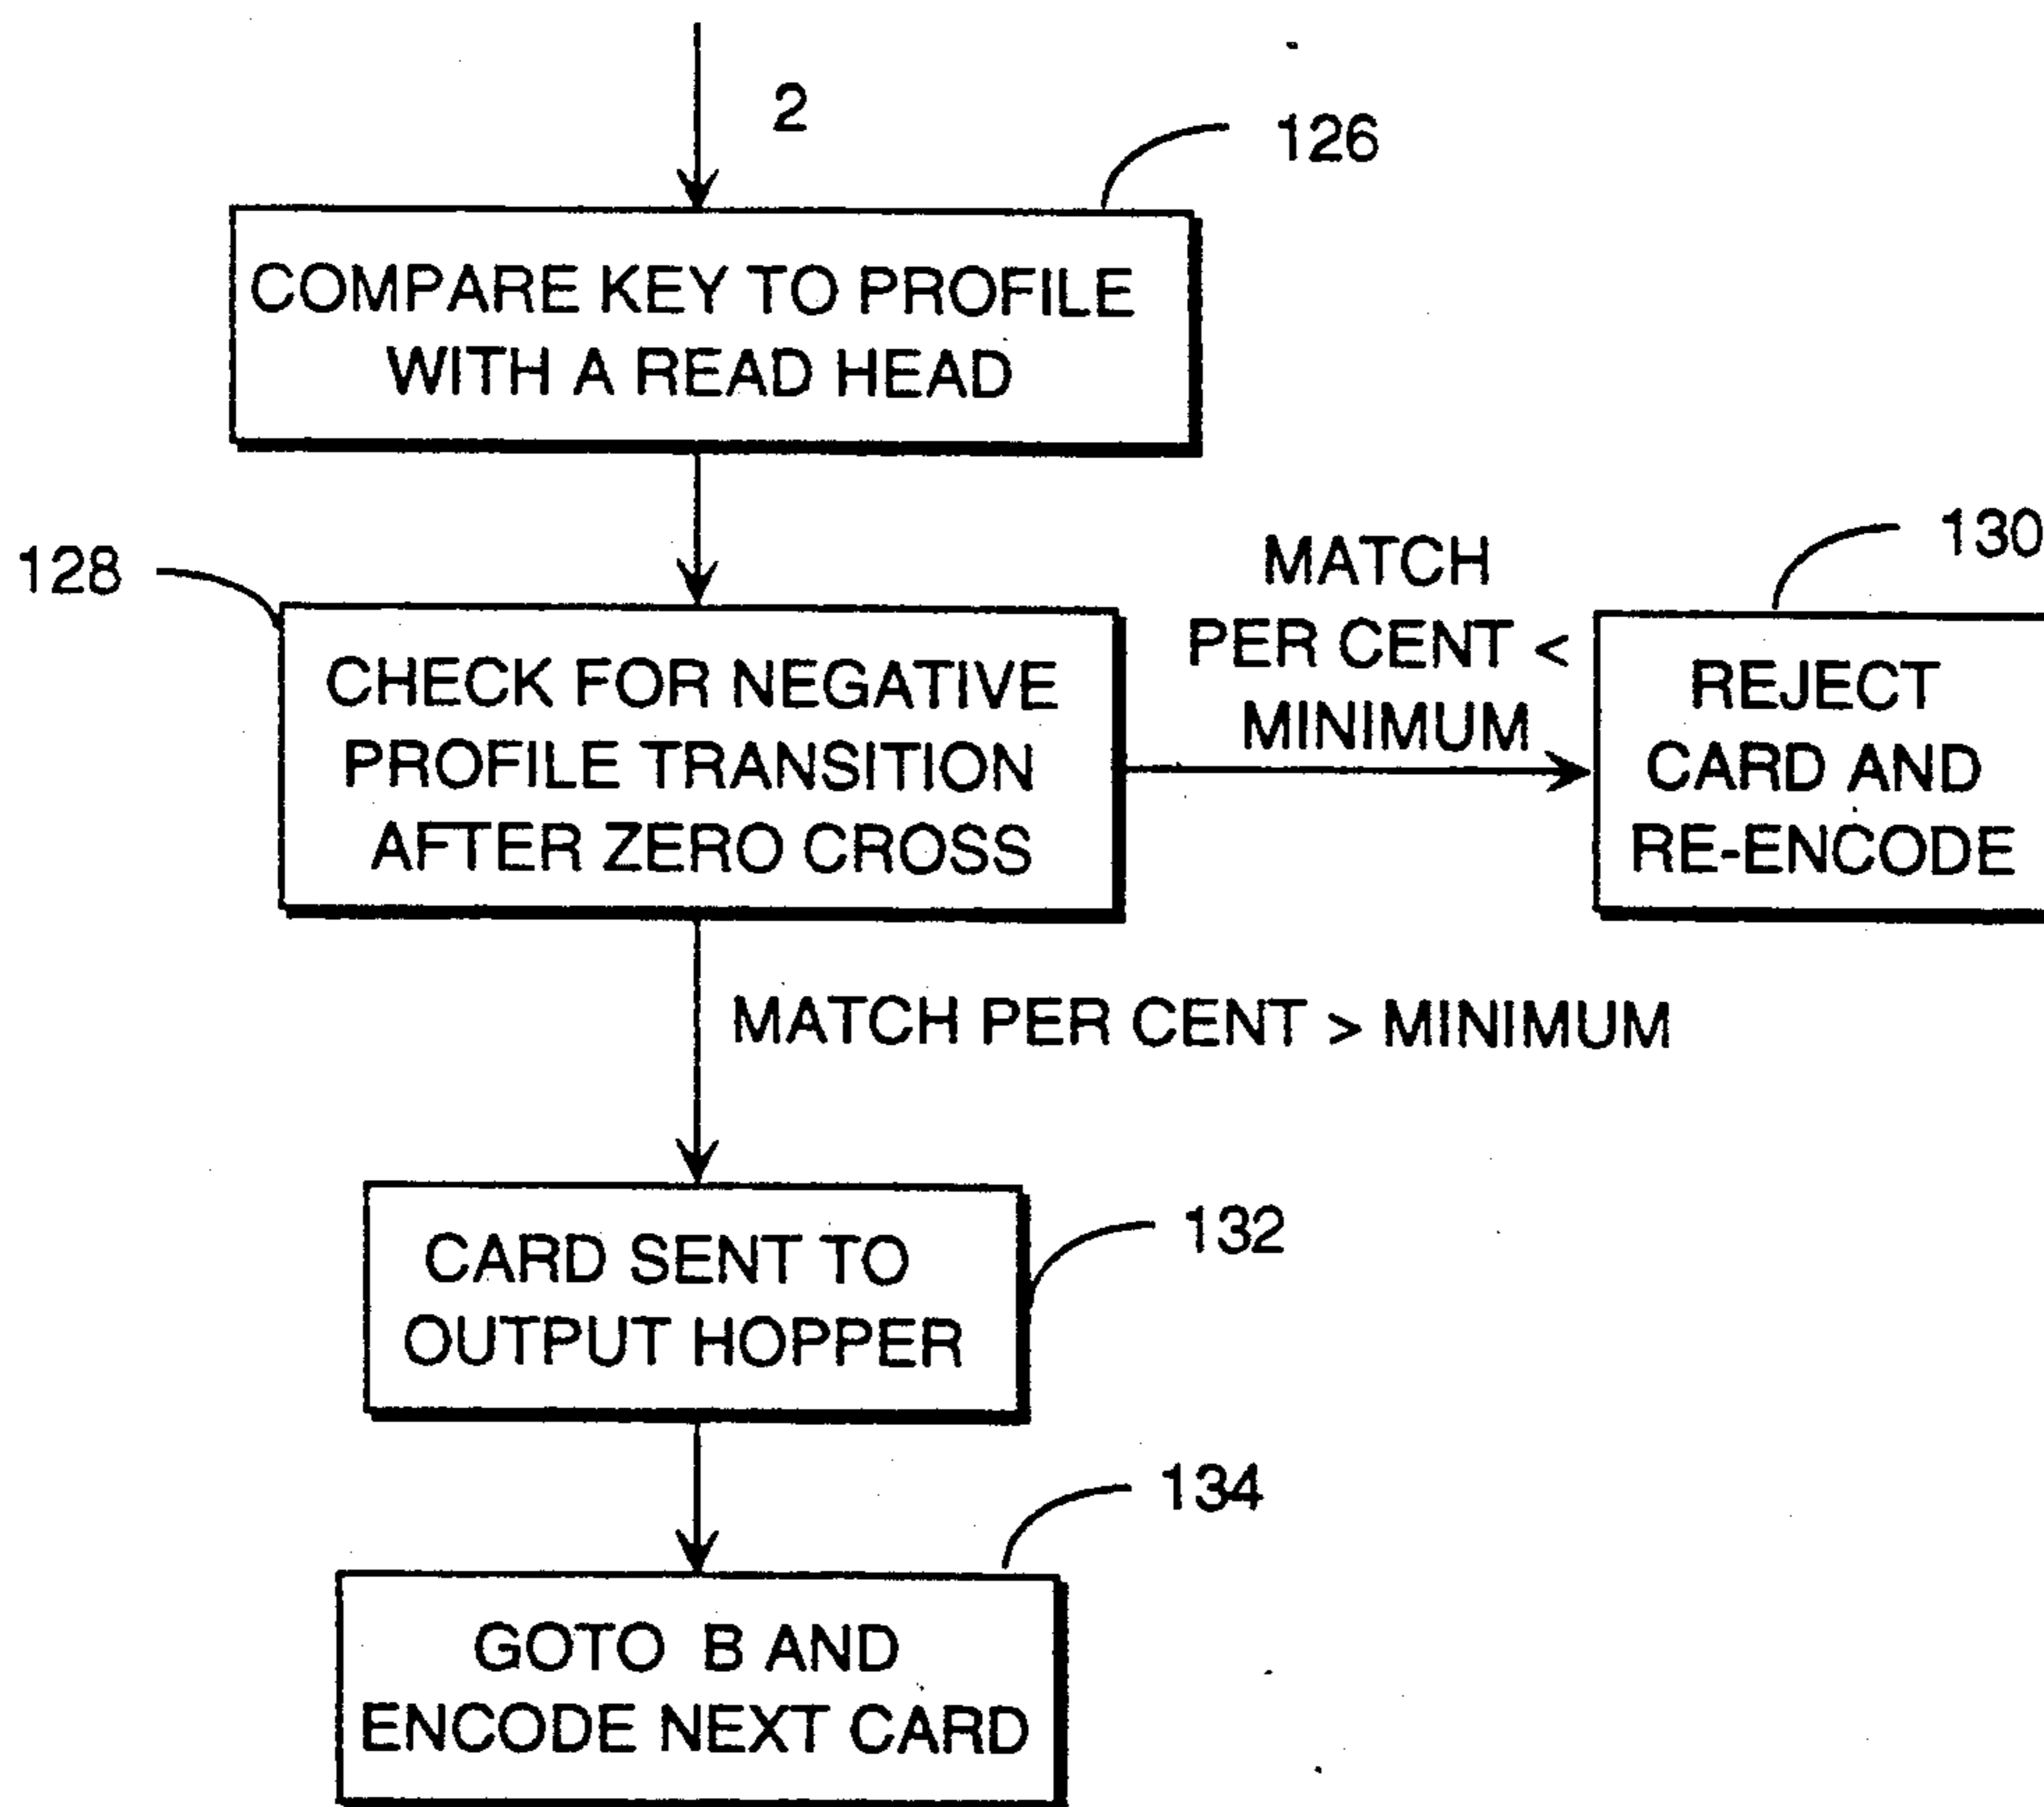 2
126
COMPARE KEY TO PROFILE
WITH A READ HEAD
128
CHECK FOR NEGATIVE
PROFILE TRANSITION
AFTER ZERO CROSS
MATCH
PER CENT <
MINIMUM
130
REJECT
CARD AND
RE-ENCODE
MATCH PER CENT > MINIMUM
132
CARD SENT TO
OUTPUT HOPPER
134
GOTO B AND
ENCODE NEXT CARD